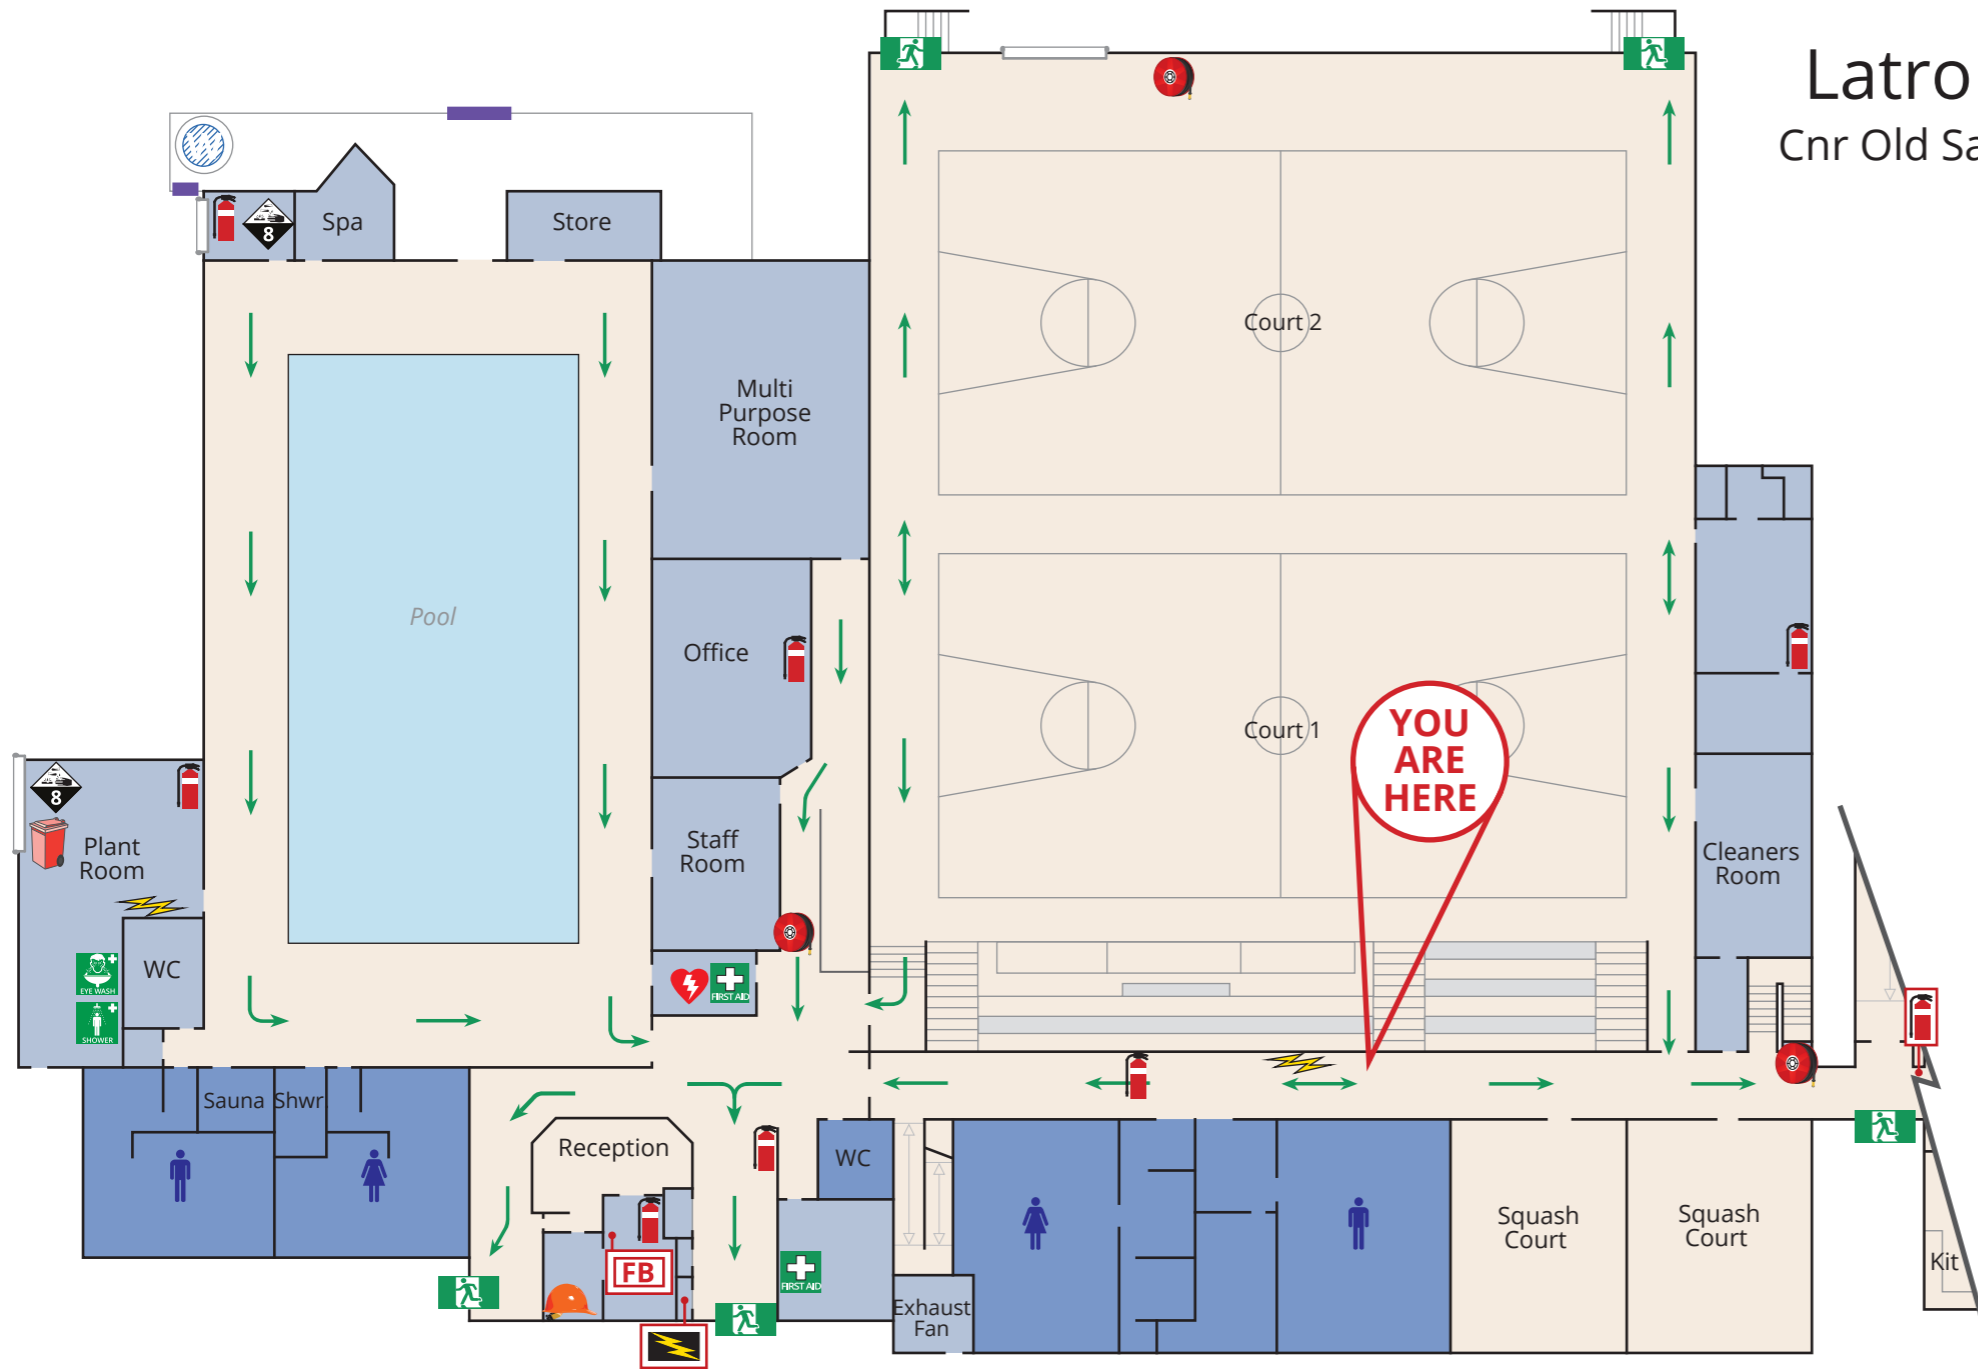 Latro
Cnr Old Sa
Spa
Store
8
Court 2
Multi
Purpose
Room
Pool
Office
Court 1
YOU
ARE
HERE
8
Plant
Room
Staff
Room
Cleaners
Room
WC
EYE WASH
FIRST AID
SHOWER
Sauna
Shwr
Reception
WC
Squash
Court
Squash
Court
Kit
FB
FIRST AID
Exhaust
Fan